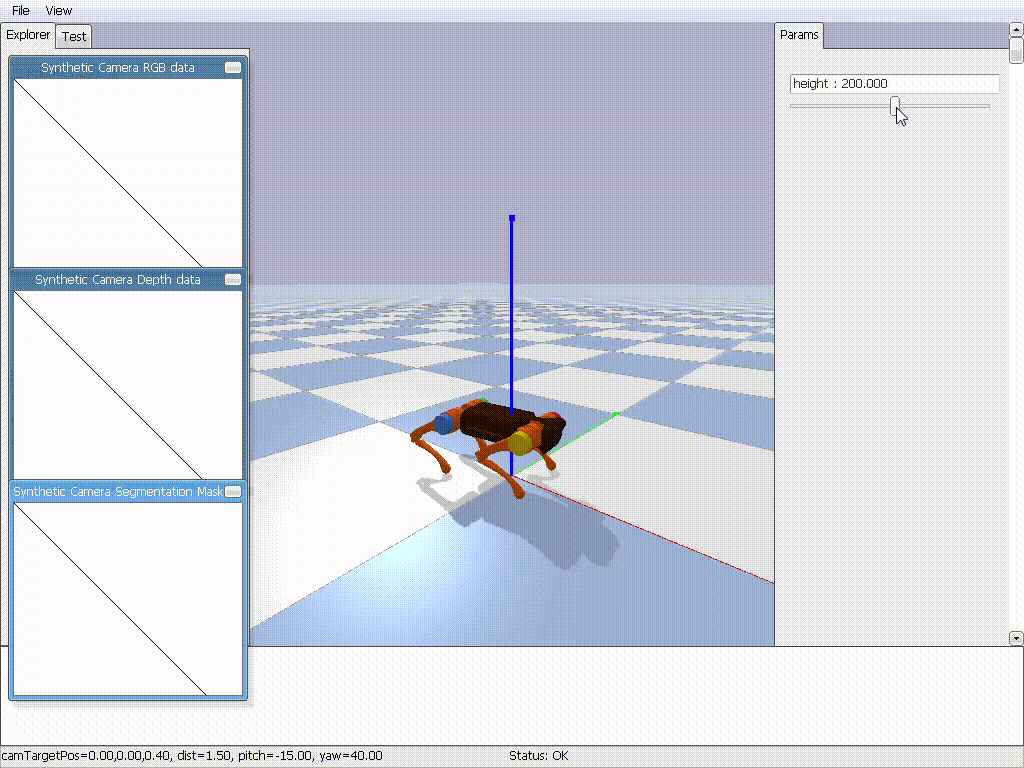 File View
Explorer Test
Params
Synthetic Camera RGB data
height : 200.000
Synthetic Camera Depth data
Synthetic Camera Segmentation Mask
camTargetPos=0.00,0.00,0.40, dist=1.50, pitch=-15.00, yaw=40.00
Status: OK